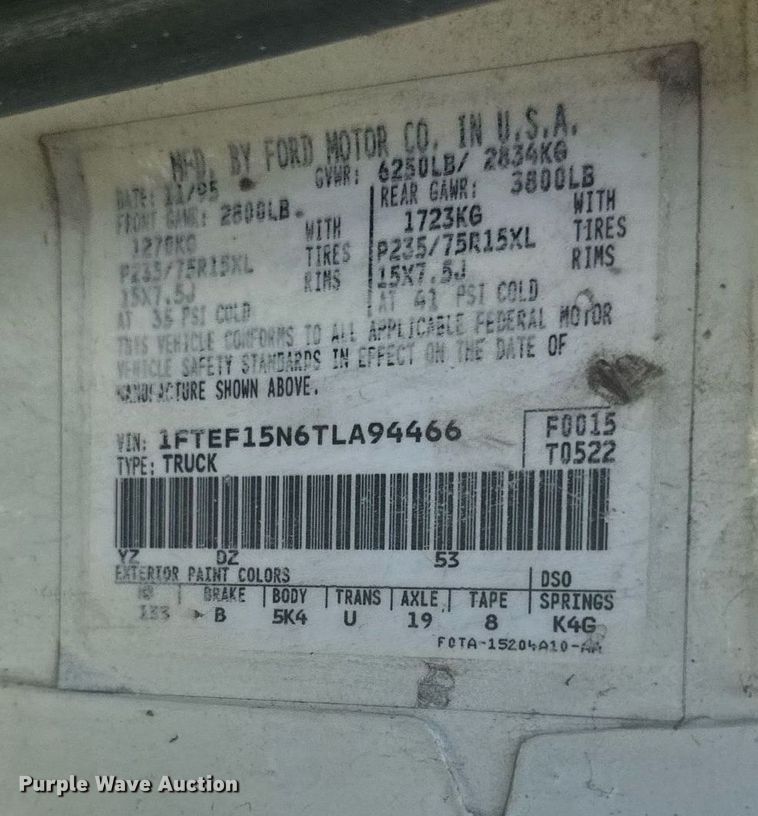 MFD. BY FORD MOTOR CO. IN U.S.A.
DATE: 11/95 GVWR: 6250LB/ 2834KG
FRONT GAWR: 2800LB REAR GAWR: 3800LB
1270KG WITH 1723KG WITH
P235/75R15XL TIRES P235/75R15XL TIRES
15X7.5J RIMS 15X7.5J RIMS
AT 35 PSI COLD AT 41 PSI COLD
THIS VEHICLE CONFORMS TO ALL APPLICABLE FEDERAL MOTOR
VEHICLE SAFETY STANDARDS IN EFFECT ON THE DATE OF
MANUFACTURE SHOWN ABOVE.
VIN: 1FTEF15N6TLA94466 F0015
TYPE: TRUCK T0522
YZ DZ 53
EXTERIOR PAINT COLORS DSO
BRAKE BODY TRANS AXLE TAPE SPRINGS
133 B 5K4 U 19 8 K4G
F0TA-15204A10-AA
Purple Wave Auction